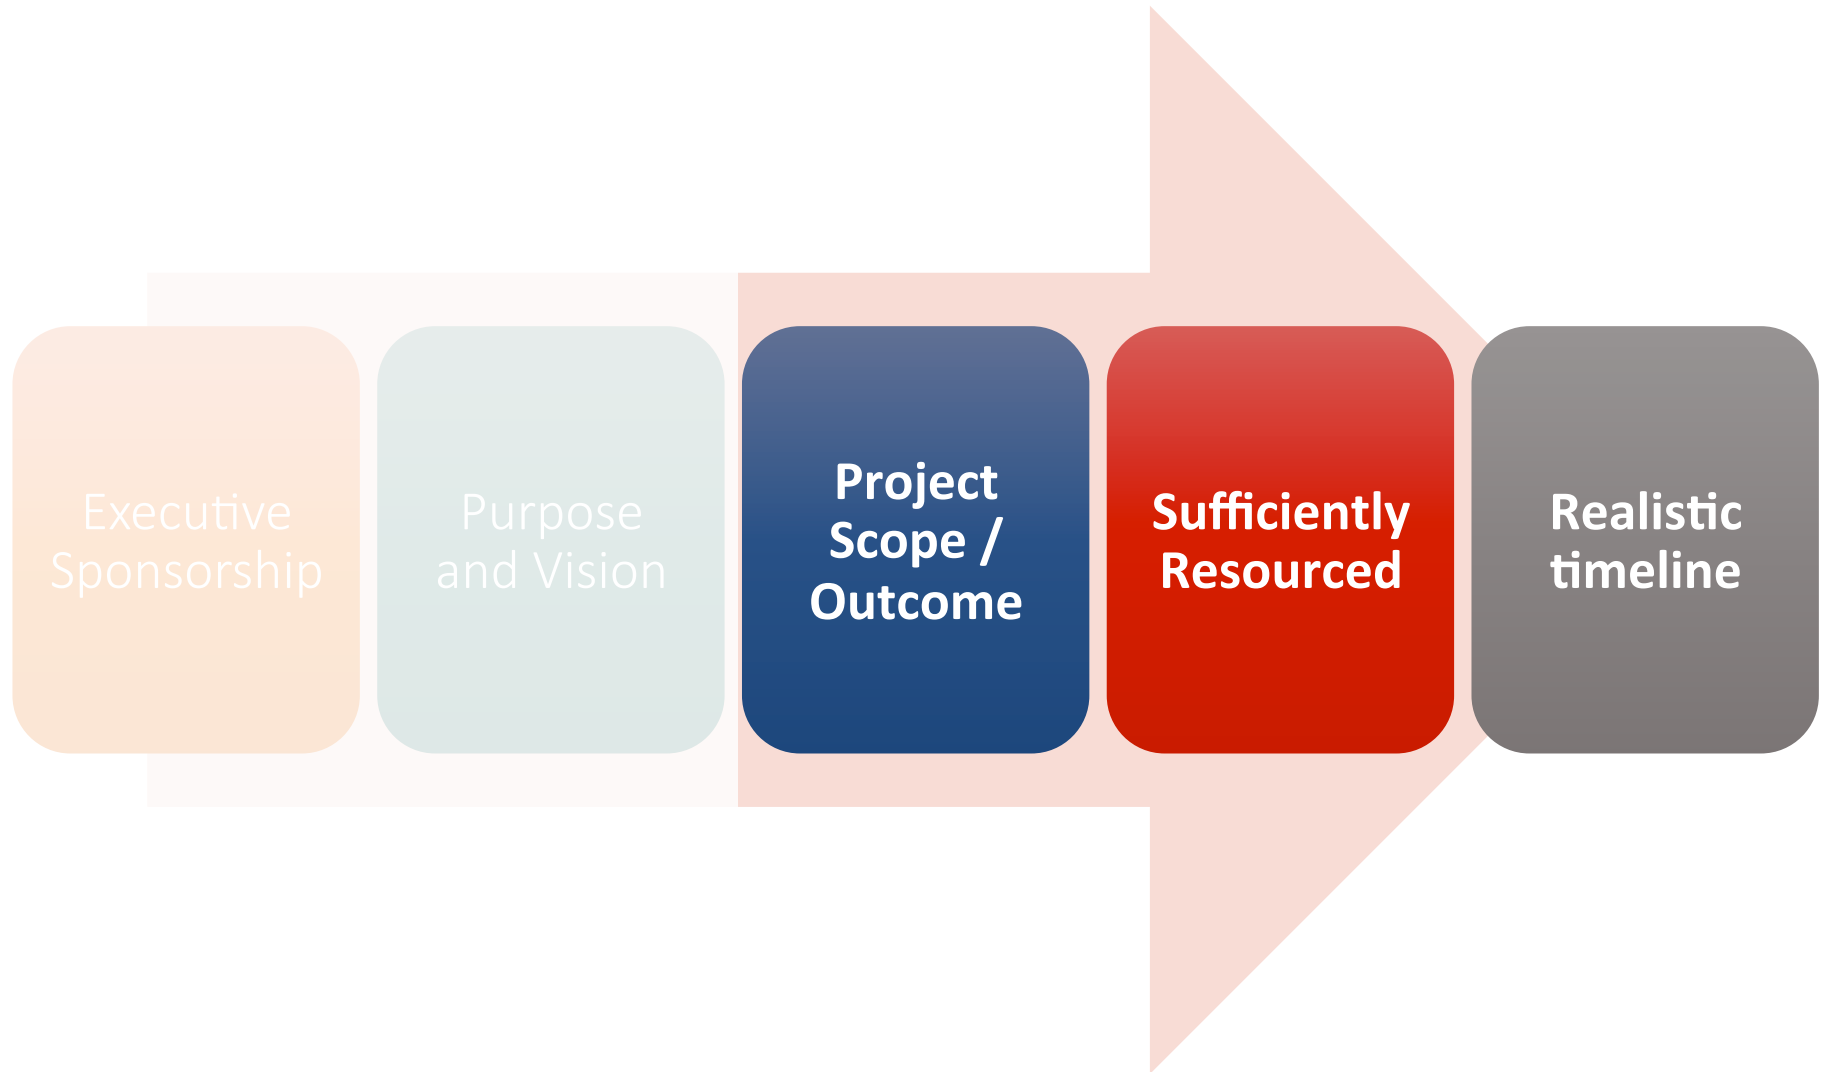 Executive
Sponsorship
Purpose
and Vision
Project
Scope /
Outcome
Sufficiently
Resourced
Realistic
timeline